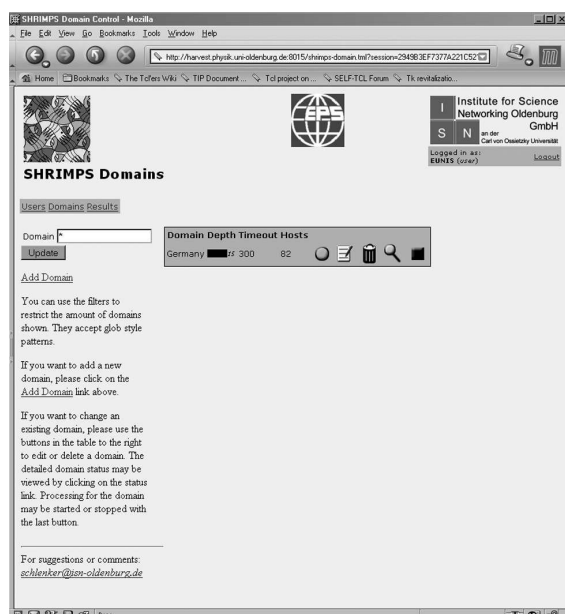 SHRIMPS Domain Control - Mozilla
File Edit View Go Bookmarks Tools Window Help
http://harvest.physik.uni-oldenburg.de:8015/shrimps-domain.tml?session=2949B3EF7377A221C521
Home Bookmarks The Tcl'ers Wiki TIP Document ... Tcl project on ... SELF-TCL Forum Tk revitalizatio...
EPS
I S N
Institute for Science
Networking Oldenburg
GmbH
an der
Carl von Ossietzky Universität
Logged in as:
EUNIS (user) Logout
SHRIMPS Domains
Users Domains Results
Domain *
Update
Domain Depth Timeout Hosts
Germany 15 300 82
Add Domain
You can use the filters to
restrict the amount of domains
shown. They accept glob style
patterns.
If you want to add a new
domain, please click on the
Add Domain link above.
If you want to change an
existing domain, please use the
buttons in the table to the right
to edit or delete a domain. The
detailed domain status may be
viewed by clicking on the status
link. Processing for the domain
may be started or stopped with
the last button.
For suggestions or comments:
schlenker@isn-oldenburg.de